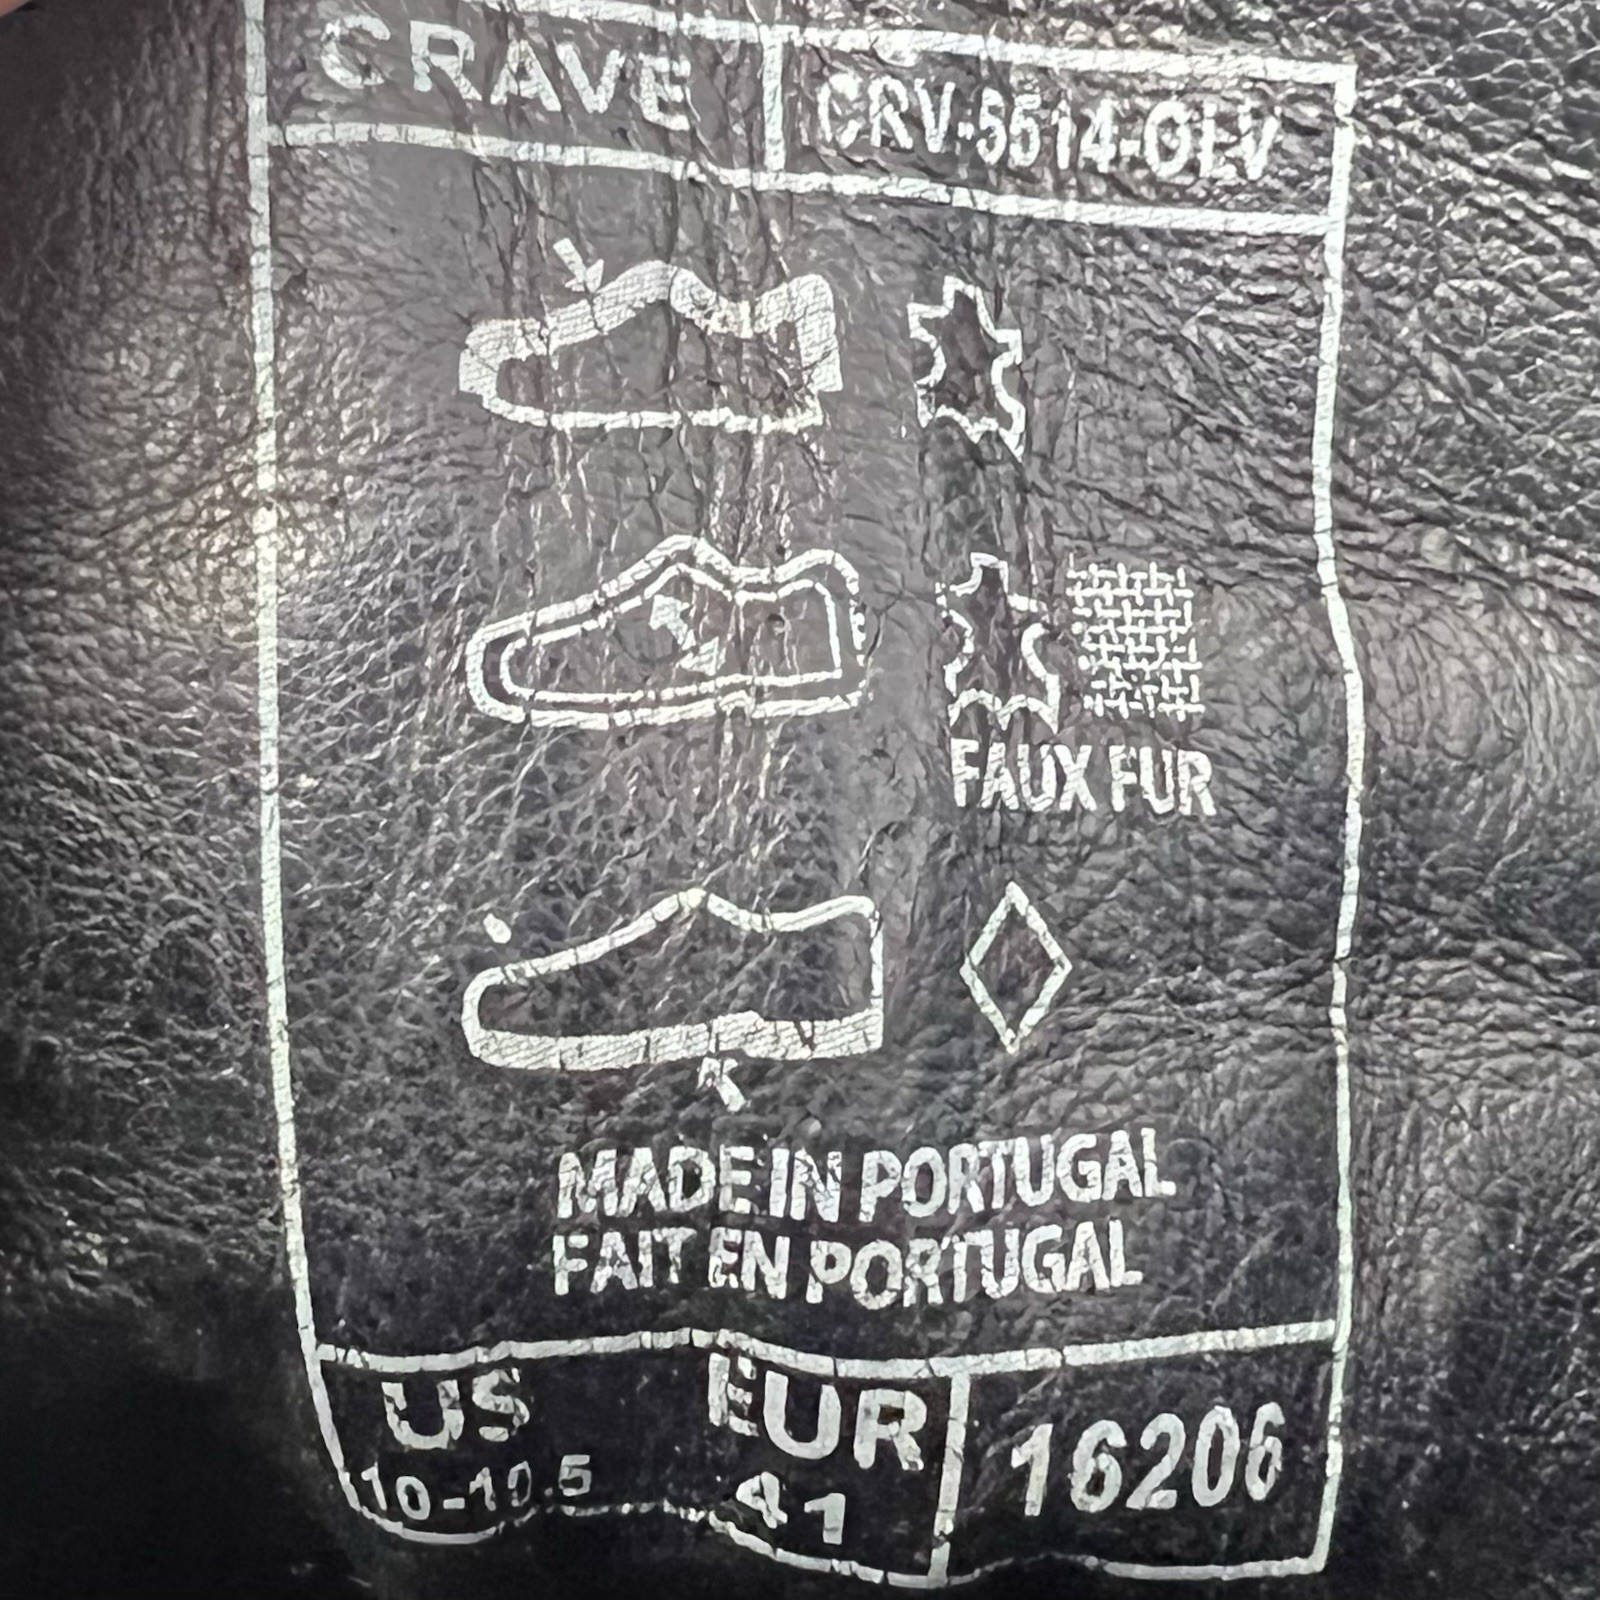 CRAVE
CRV-5514-OLV
FAUX FUR
MADE IN PORTUGAL
FAIT EN PORTUGAL
US EUR
10-10.5 41
16206